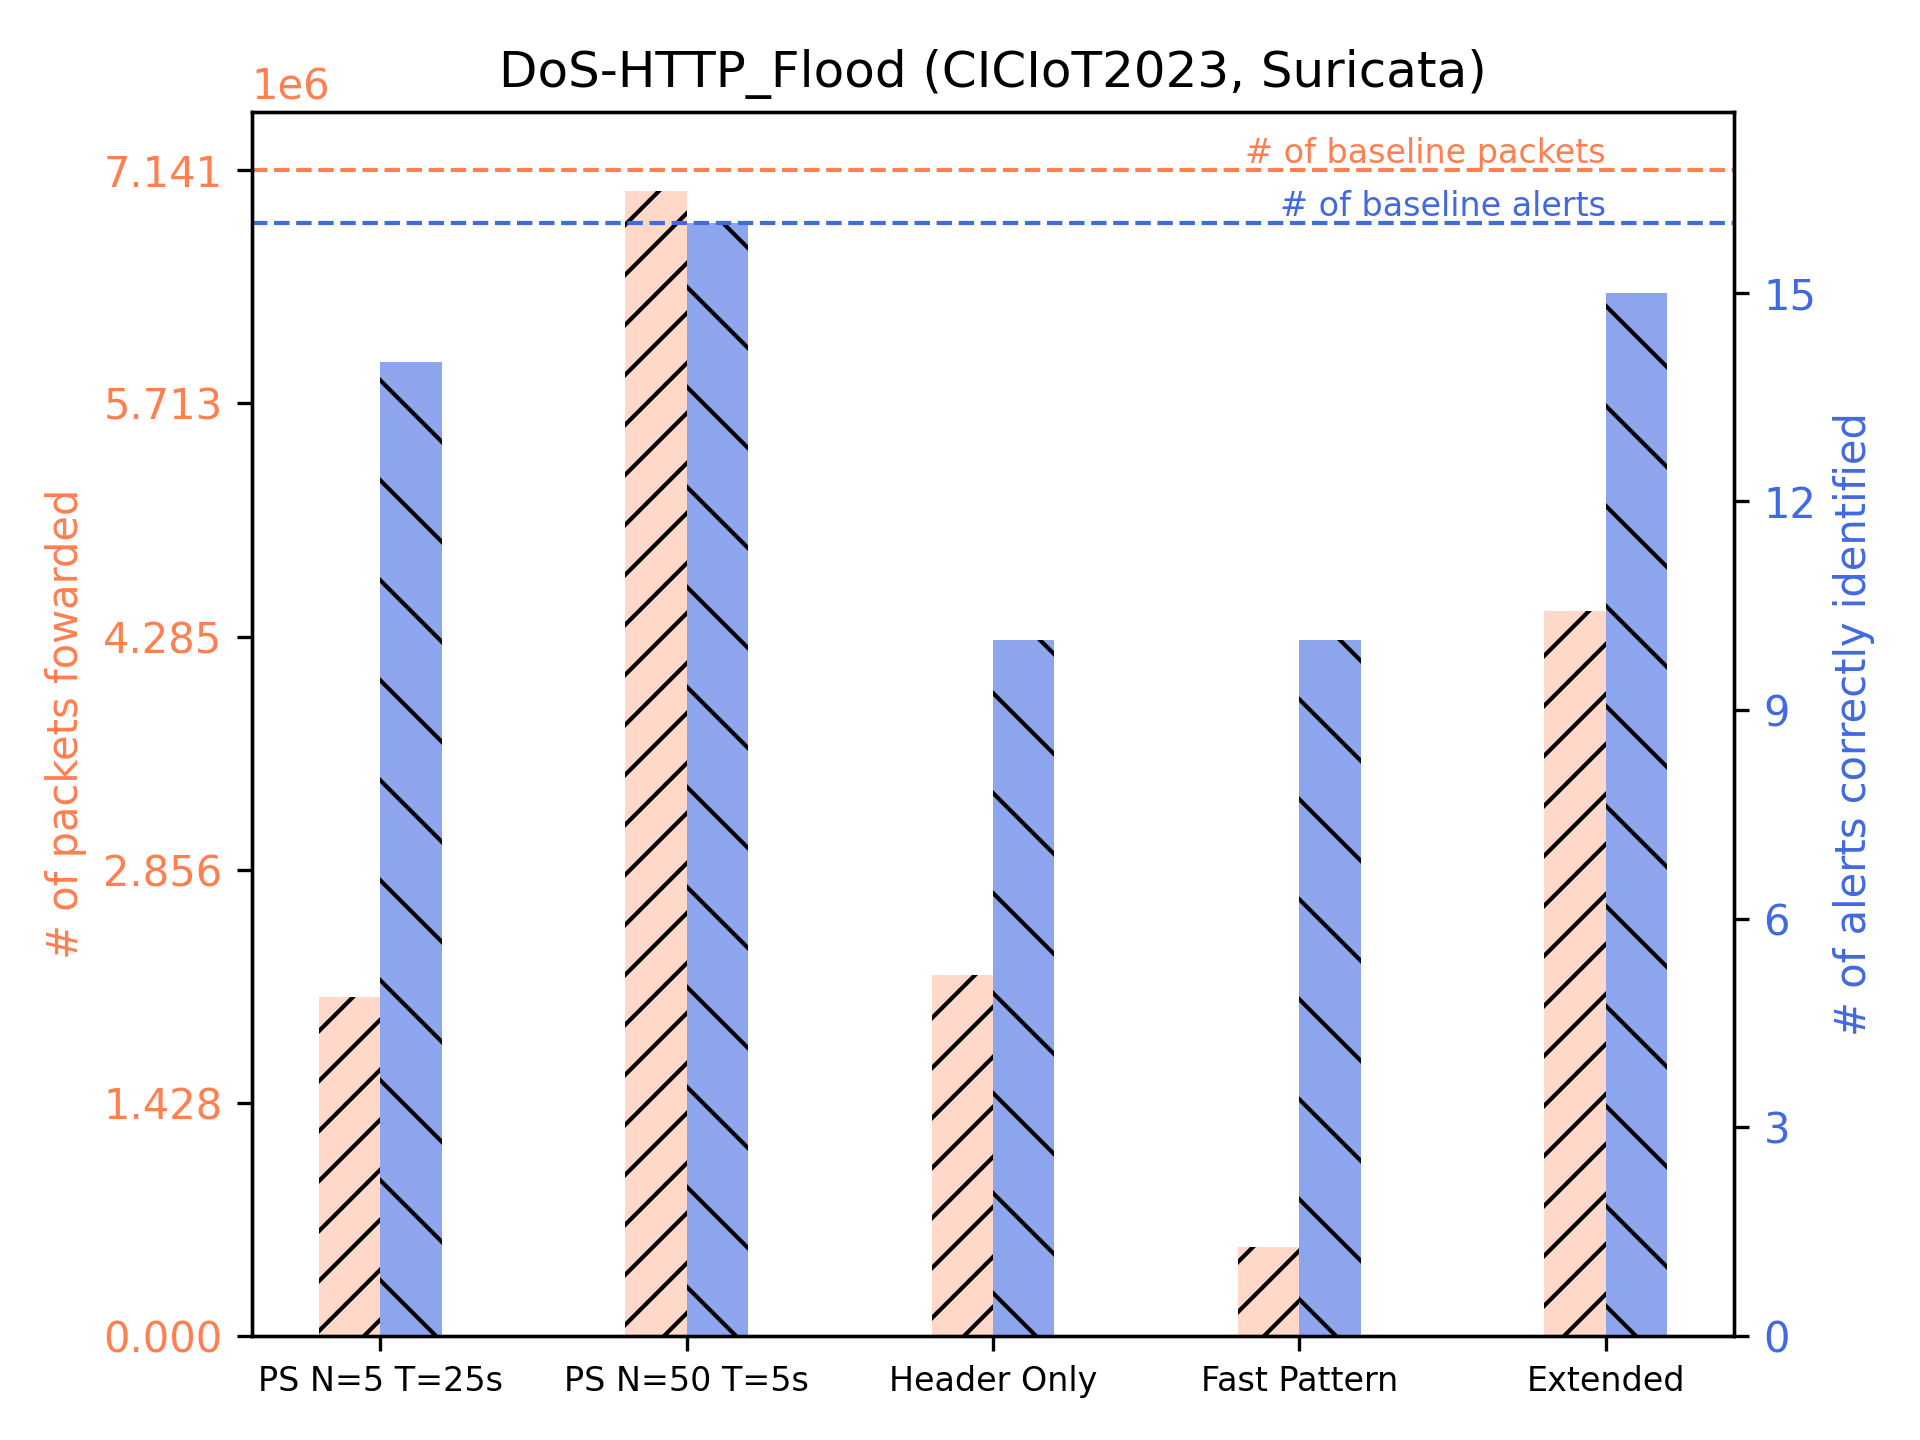 DoS-HTTP_Flood (CICIoT2023, Suricata)
1e6
# of baseline packets
# of baseline alerts
7.141
5.713
4.285
2.856
1.428
0.000
# of packets fowarded
15
12
9
6
3
0
# of alerts correctly identified
PS N=5 T=25s
PS N=50 T=5s
Header Only
Fast Pattern
Extended